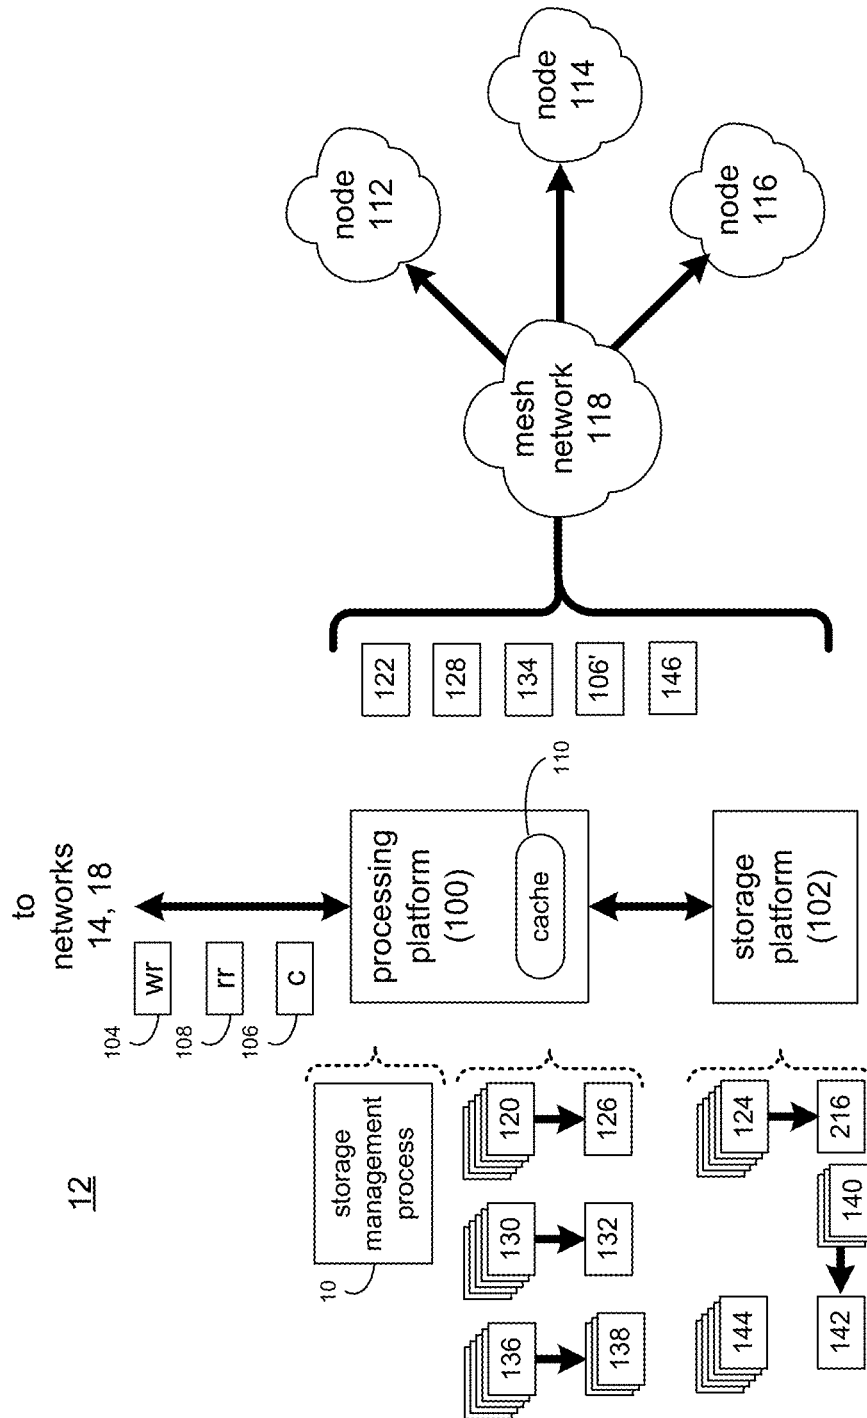 12
to
networks
14, 18
104
wr
108
rr
106
c
storage
management
process
10
processing
platform
(100)
cache
110
120
126
130
132
136
138
storage
platform
(102)
124
216
140
142
144
122
128
134
106'
146
mesh
network
118
node
112
node
114
node
116